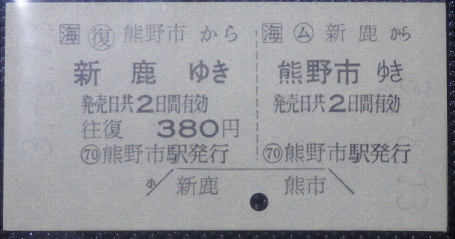 海 復 熊野市 から
新 鹿 ゆき
発売日共2日間有効
往復 380円
70 熊野市駅発行
海 ム 新 鹿 から
熊野市 ゆき
発売日共2日間有効
70 熊野市駅発行
新鹿 熊市